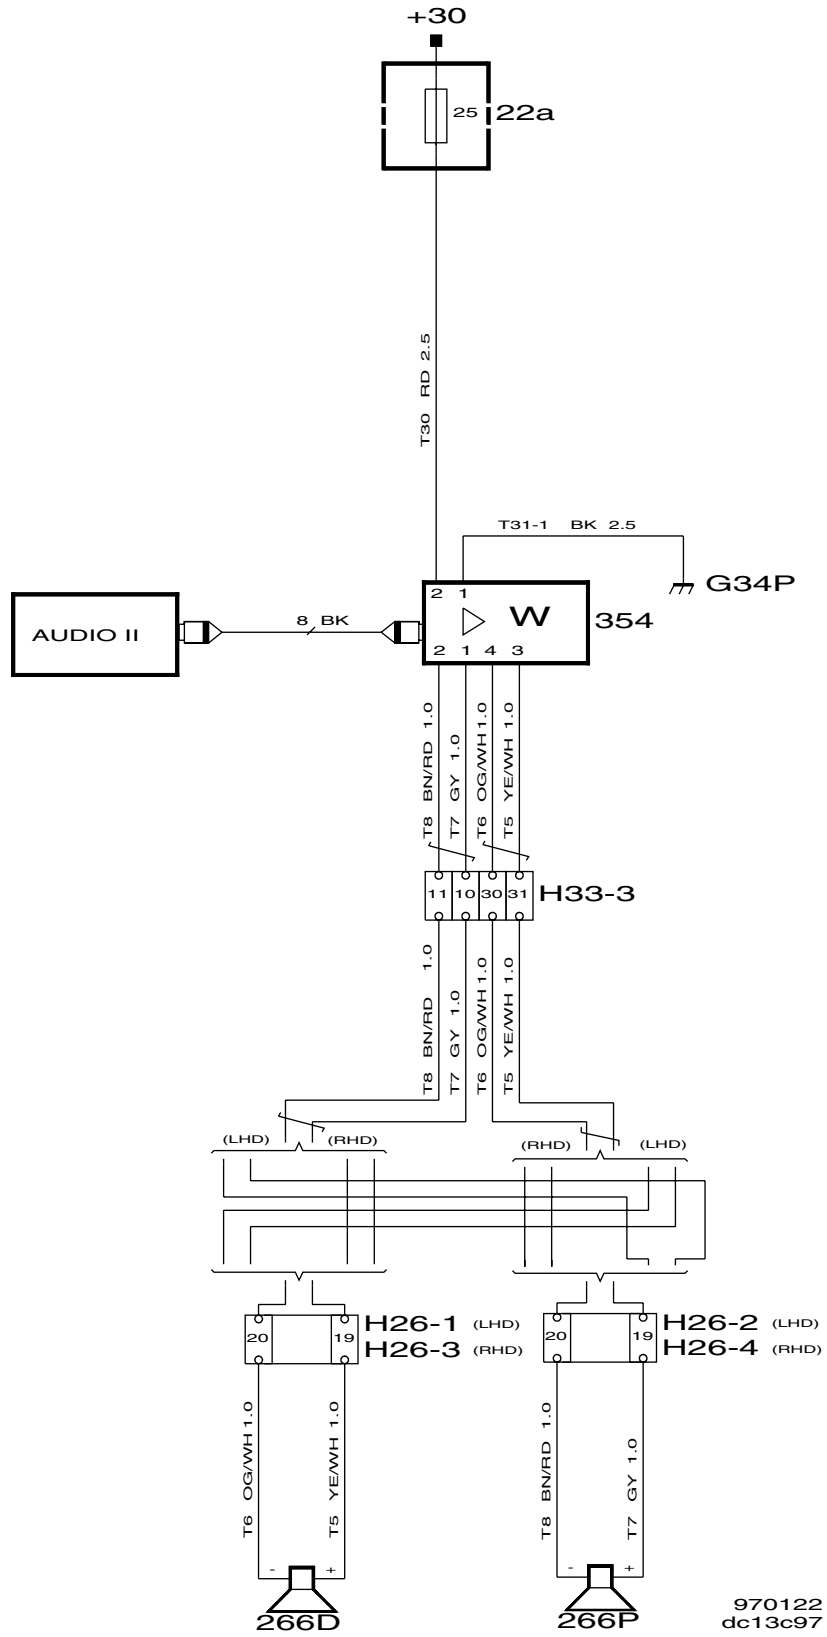 +30
25 22a
T30 RD 2.5
T31-1 BK 2.5
G34P
2 1
AUDIO II
8 BK
W
354
2 1 4 3
T8 BN/RD 1.0
T7 GY 1.0
T6 OG/WH 1.0
T5 YE/WH 1.0
11 10 30 31 H33-3
T8 BN/RD 1.0
T7 GY 1.0
T6 OG/WH 1.0
T5 YE/WH 1.0
(LHD) (RHD) (RHD) (LHD)
20 19 H26-1 (LHD)
H26-3 (RHD)
20 19 H26-2 (LHD)
H26-4 (RHD)
T6 OG/WH 1.0
T5 YE/WH 1.0
T8 BN/RD 1.0
T7 GY 1.0
- + - +
266D 266P
970122
dc13c97